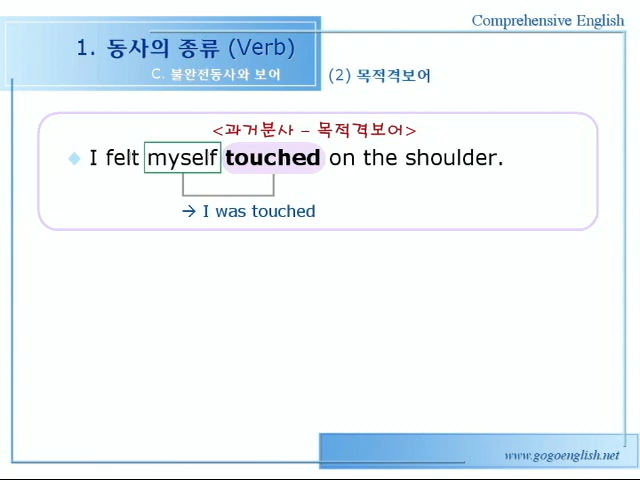 Comprehensive English
1. 동사의 종류 (Verb)
C. 불완전동사와 보어
(2) 목적격보어
<과거분사 – 목적격보어>
I felt myself touched on the shoulder.
→ I was touched
www.gogoenglish.net